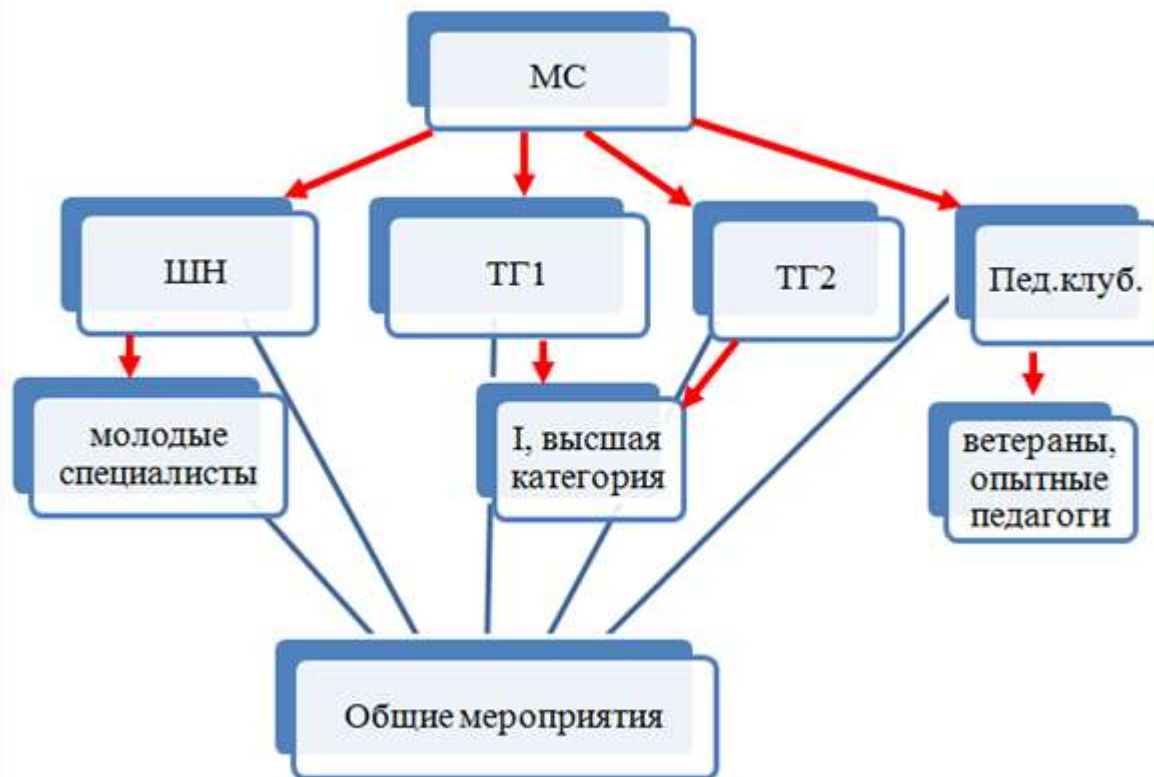 МС
ШН
ТГ1
ТГ2
Пед.клуб.
молодые
специалисты
I, высшая
категория
ветераны,
опытные
педагоги
Общие мероприятия